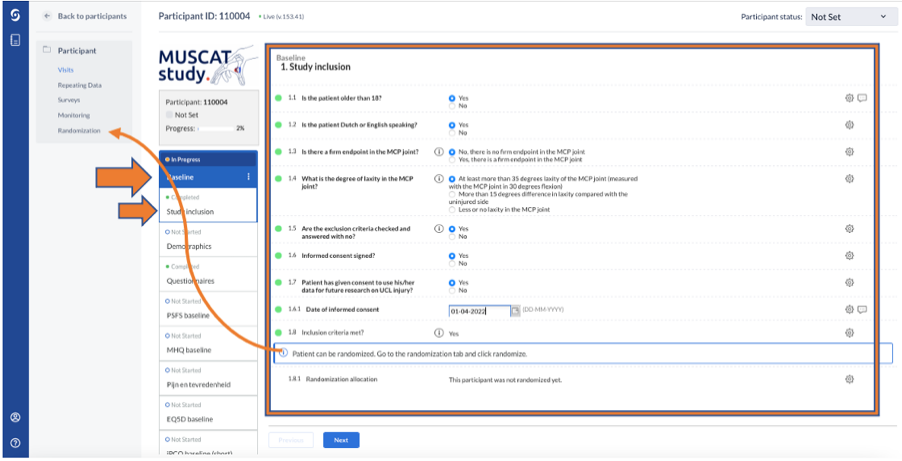 Back to participants
Participant ID: 110004
Live (v.153.41)
Participant status: Not Set
Participant
Visits
Repeating Data
Surveys
Monitoring
Randomization
MUSCAT
study.
Participant: 110004
Not Set
Progress: 2%
In Progress
Baseline
Completed
Study inclusion
Not Started
Demographics
Completed
Questionnaires
Not Started
PSFS baseline
Not Started
MHQ baseline
Not Started
Pijn en tevredenheid
Not Started
EQ5D baseline
Not Started
iPCQ baseline (short)
Baseline
1. Study inclusion
1.1 Is the patient older than 18?
Yes
No
1.2 Is the patient Dutch or English speaking?
Yes
No
1.3 Is there a firm endpoint in the MCP joint?
No, there is no firm endpoint in the MCP joint
Yes, there is a firm endpoint in the MCP joint
1.4 What is the degree of laxity in the MCP
joint?
At least more than 35 degrees laxity of the MCP joint (measured
with the MCP joint in 30 degrees flexion)
More than 15 degrees difference in laxity compared with the
uninjured side
Less or no laxity in the MCP joint
1.5 Are the exclusion criteria checked and
answered with no?
Yes
No
1.6 Informed consent signed?
Yes
No
1.7 Patient has given consent to use his/her
data for future research on UCL Injury?
Yes
No
1.6.1 Date of informed consent
01-04-2022 (DD-MM-YYYY)
1.8 Inclusion criteria met? Yes
Patient can be randomized. Go to the randomization tab and click randomize.
1.8.1 Randomization allocation This participant was not randomized yet.
Previous
Next